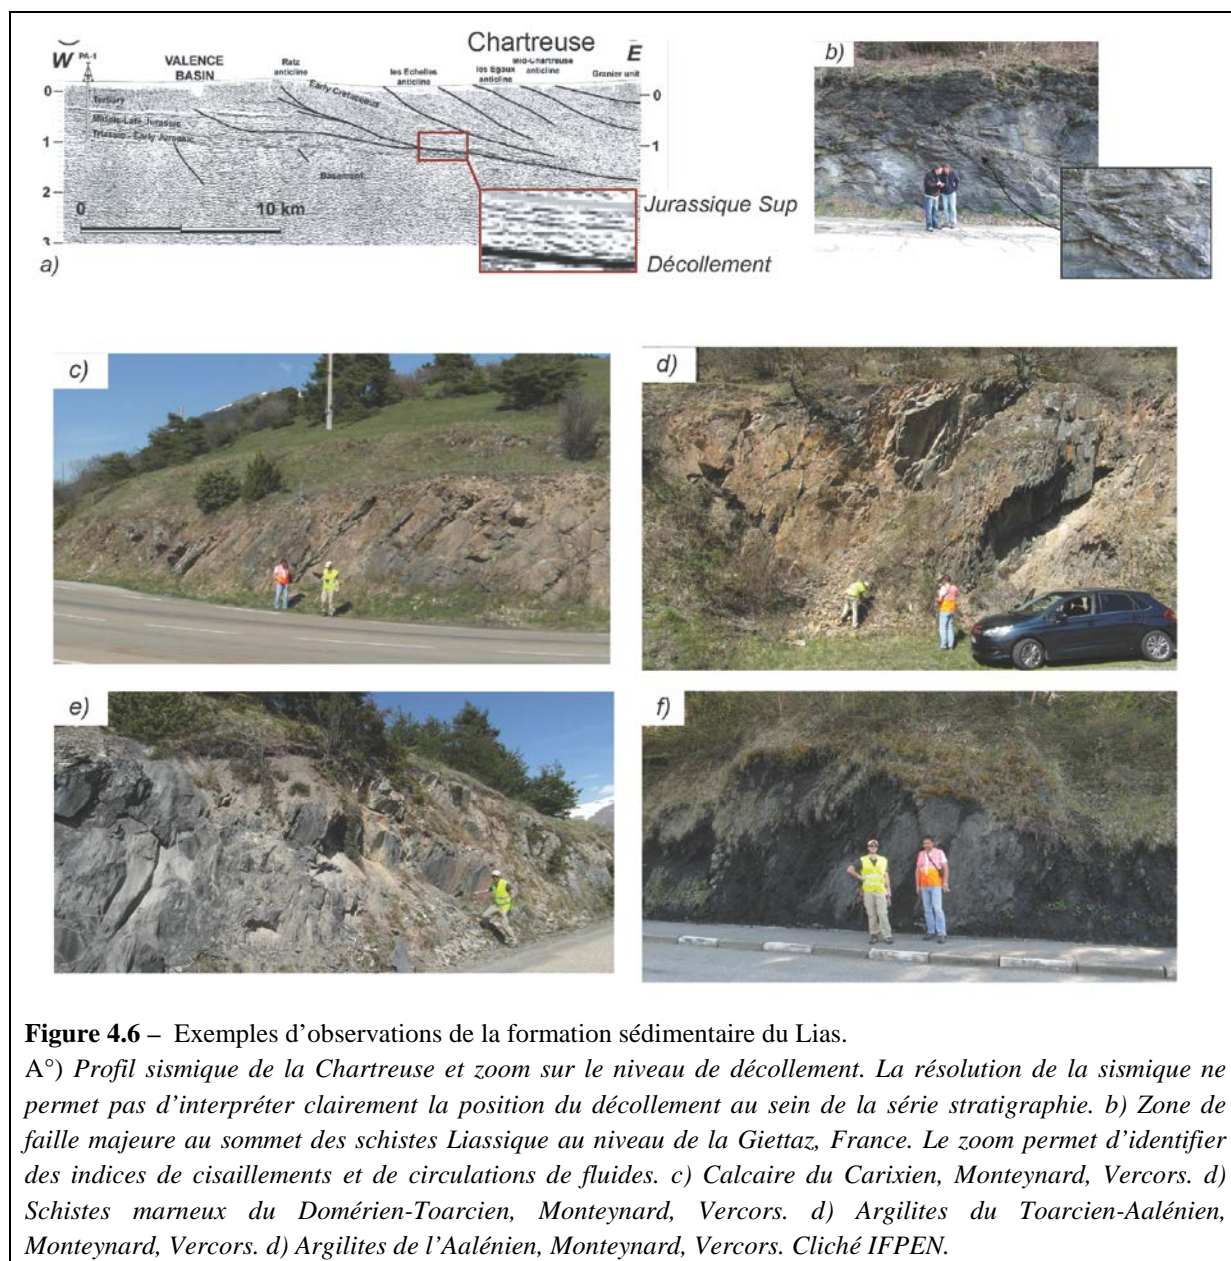 Chartreuse
W PA-1
VALENCE
BASIN
Ratz
anticline
les Echelles
anticline
les Egaux
anticline
Mid-Chartreuse
anticline
Granier unit
E
0
1
2
3
Tertiary
Middle-Late Jurassic
Triassic - Early Jurassic
Early Cretaceous
Basement
0
1
0
10 km
Jurassique Sup
Décollement
a)
b)
c)
d)
e)
f)
Figure 4.6 – Exemples d’observations de la formation sédimentaire du Lias.
A°) Profil sismique de la Chartreuse et zoom sur le niveau de décollement. La résolution de la sismique ne
permet pas d’interpréter clairement la position du décollement au sein de la série stratigraphie. b) Zone de
faille majeure au sommet des schistes Liassique au niveau de la Giettaz, France. Le zoom permet d’identifier
des indices de cisaillements et de circulations de fluides. c) Calcaire du Carixien, Monteynard, Vercors. d)
Schistes marneux du Domérien-Toarcien, Monteynard, Vercors. d) Argilites du Toarcien-Aalénien,
Monteynard, Vercors. d) Argilites de l’Aalénien, Monteynard, Vercors. Cliché IFPEN.